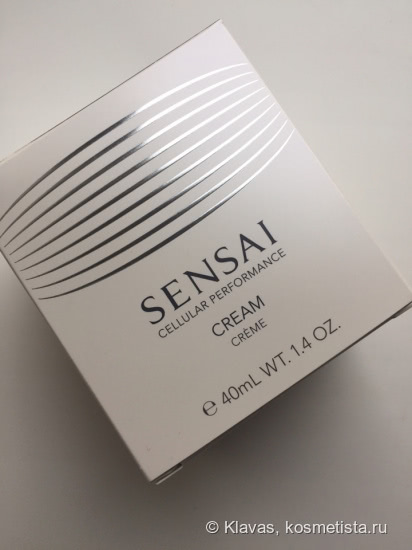 SENSAI
CELLULAR PERFORMANCE
CREAM
CRÈME
℮ 40mL WT. 1.4 OZ.
© Klavas, kosmetista.ru